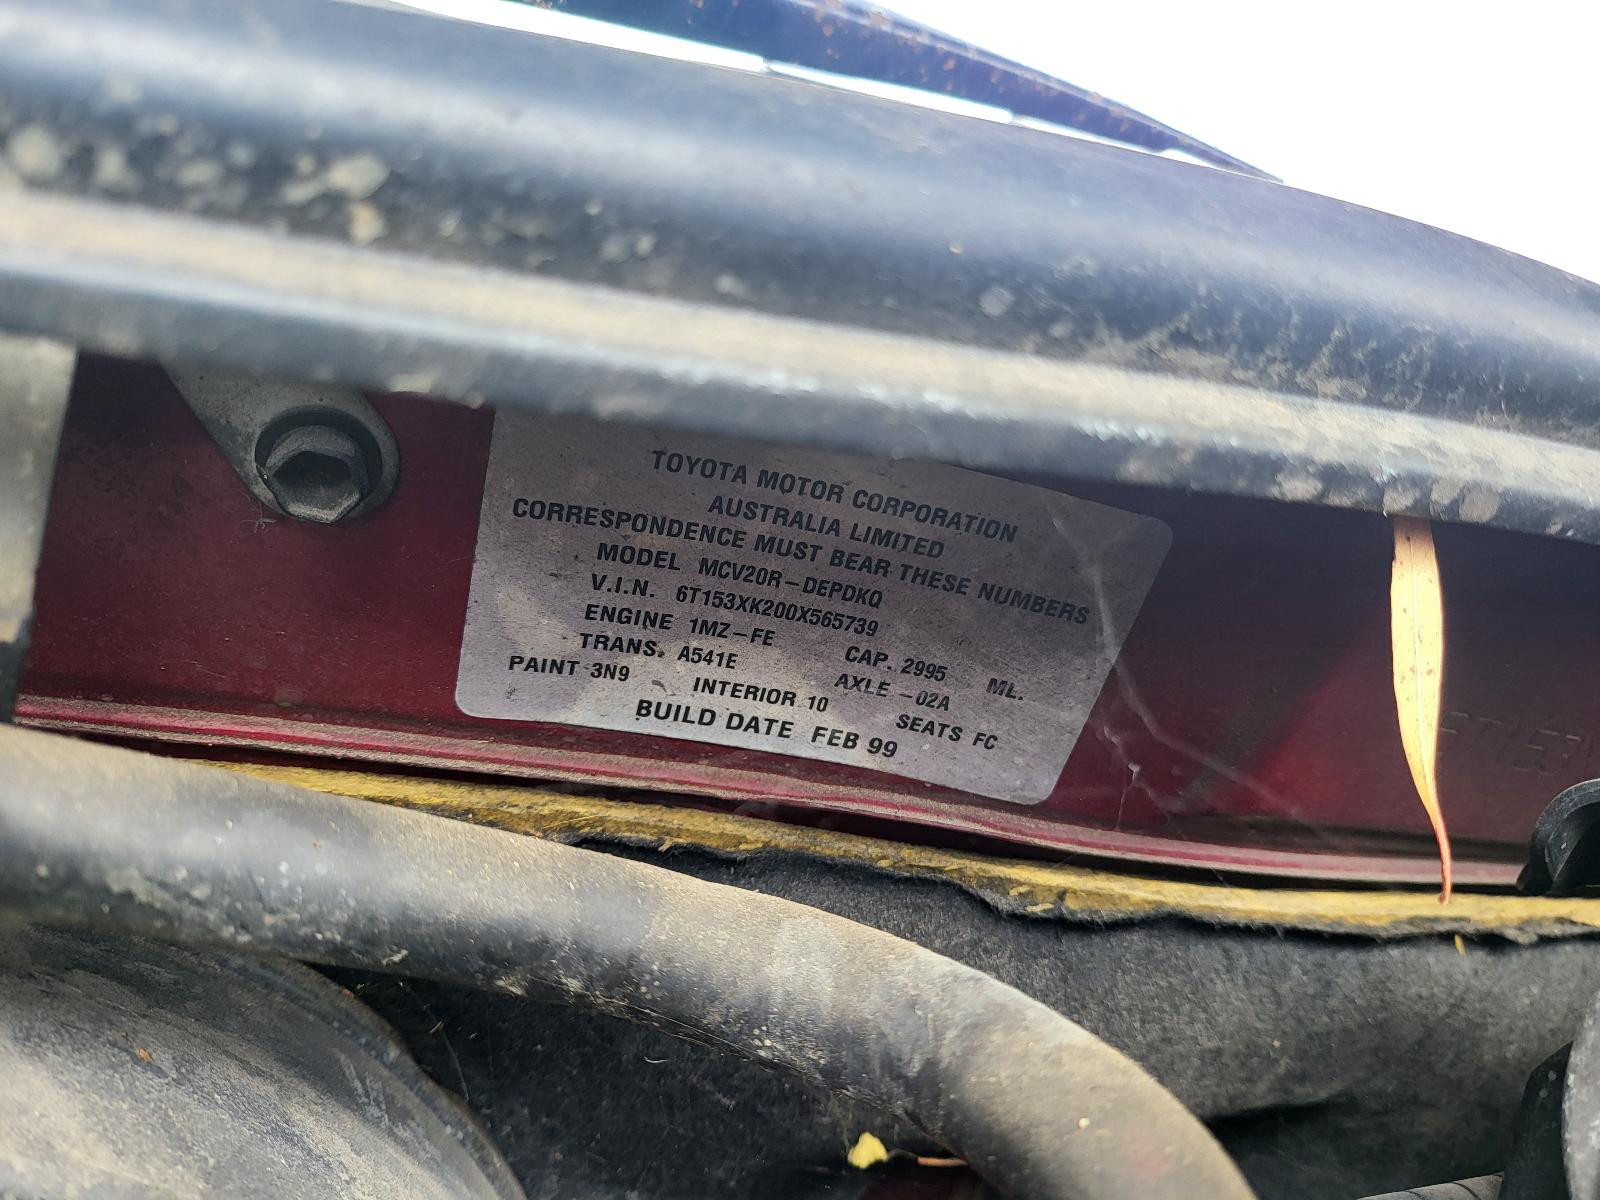 TOYOTA MOTOR CORPORATION
AUSTRALIA LIMITED
CORRESPONDENCE MUST BEAR THESE NUMBERS
MODEL MCV20R-DEPDKQ
V.I.N. 6T153XK200X565739
ENGINE 1MZ-FE CAP. 2995 ML.
TRANS. A541E AXLE -02A
PAINT 3N9 INTERIOR 10 SEATS FC
BUILD DATE FEB 99